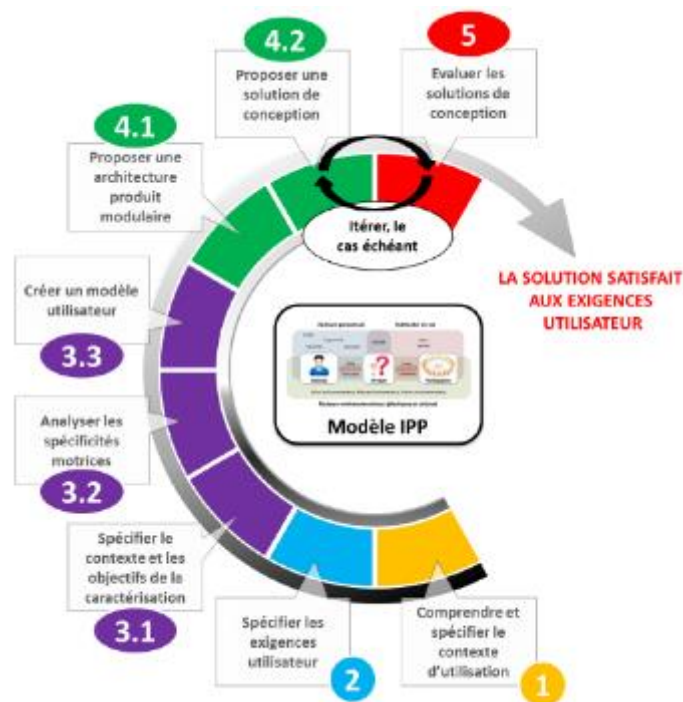 4.2
5
Proposer une
solution de
conception
Evaluer les
solutions de
conception
4.1
Proposer une
architecture
produit
modulaire
Itérer, le
cas échéant
LA SOLUTION SATISFAIT
AUX EXIGENCES
UTILISATEUR
Créer un modèle
utilisateur
3.3
Modèle IPP
Analyser les
spécificités
motrices
3.2
Spécifier le
contexte et les
objectifs de la
caractérisation
3.1
Spécifier les
exigences
utilisateur
2
Comprendre et
spécifier le
contexte
d'utilisation
1